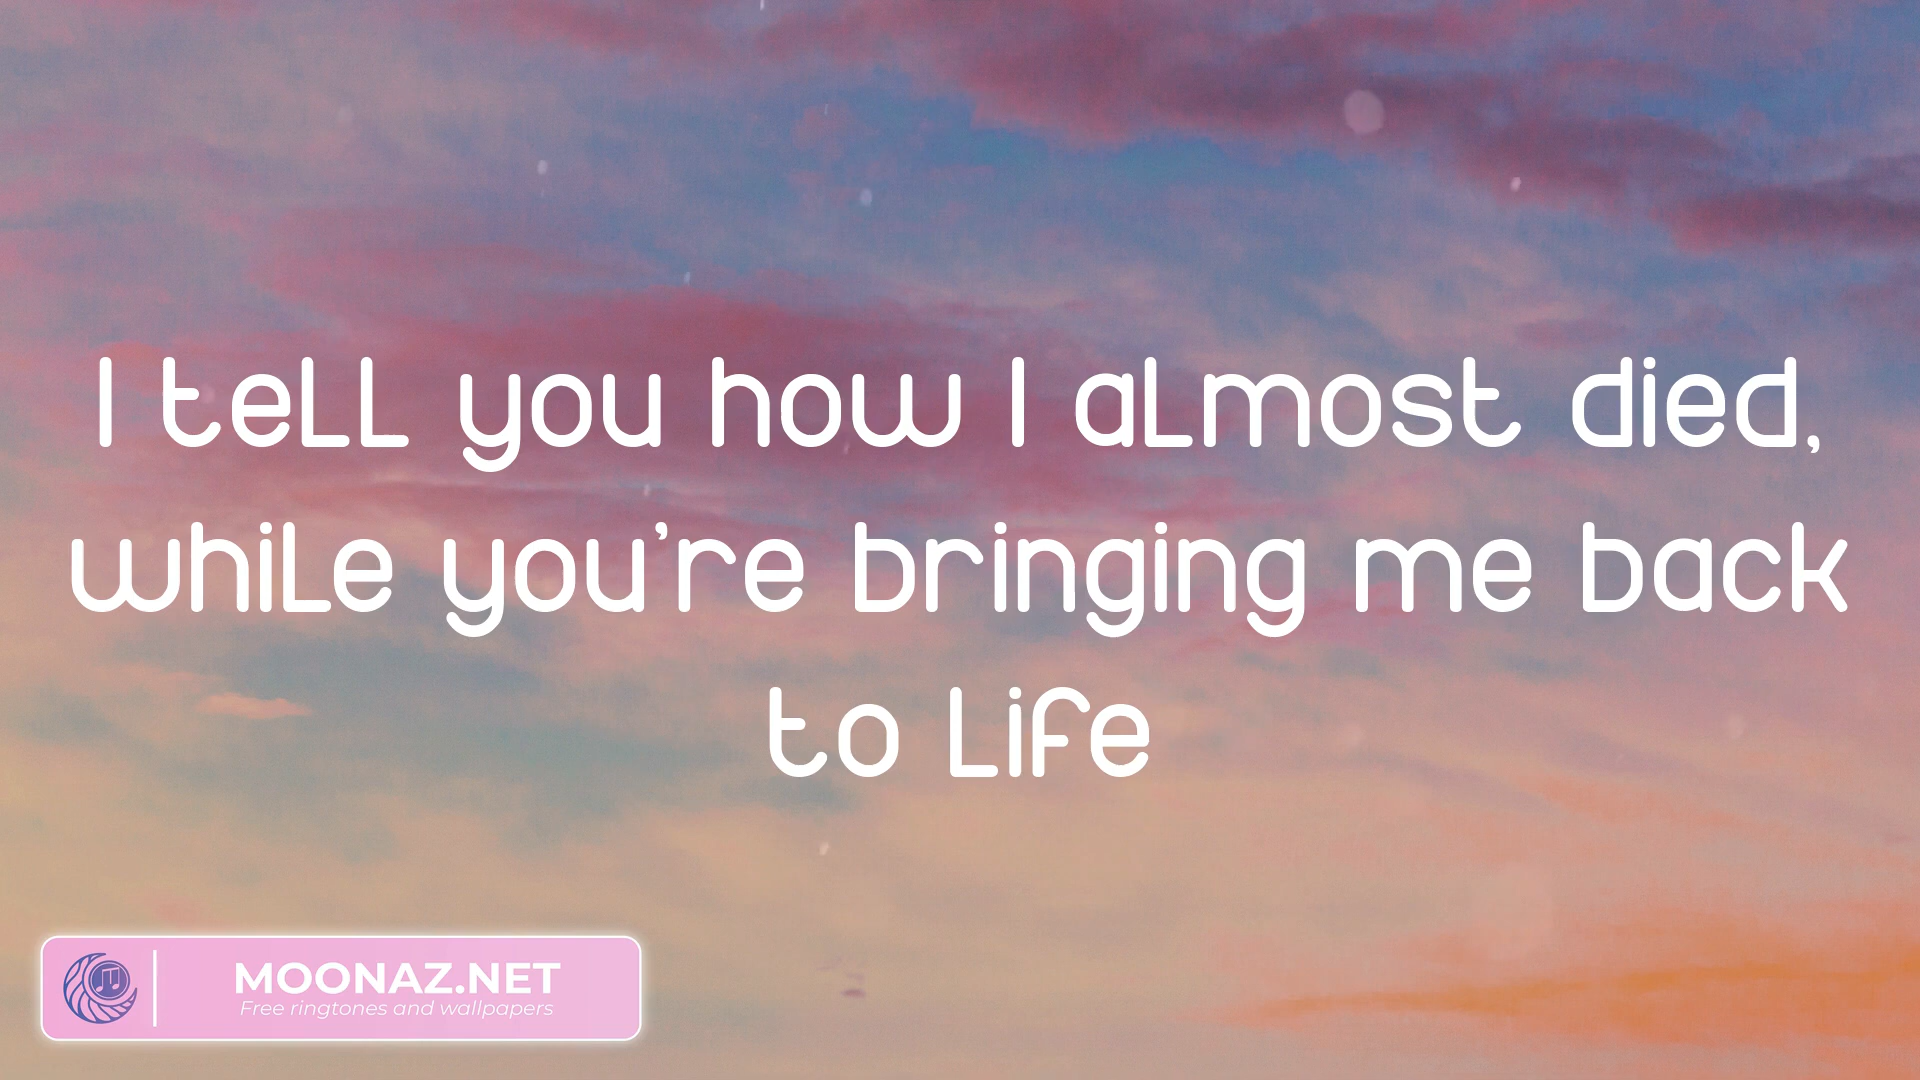 I tell you how I almost died,
while you're bringing me back
to life
MOONAZ.NET
Free ringtones and wallpapers